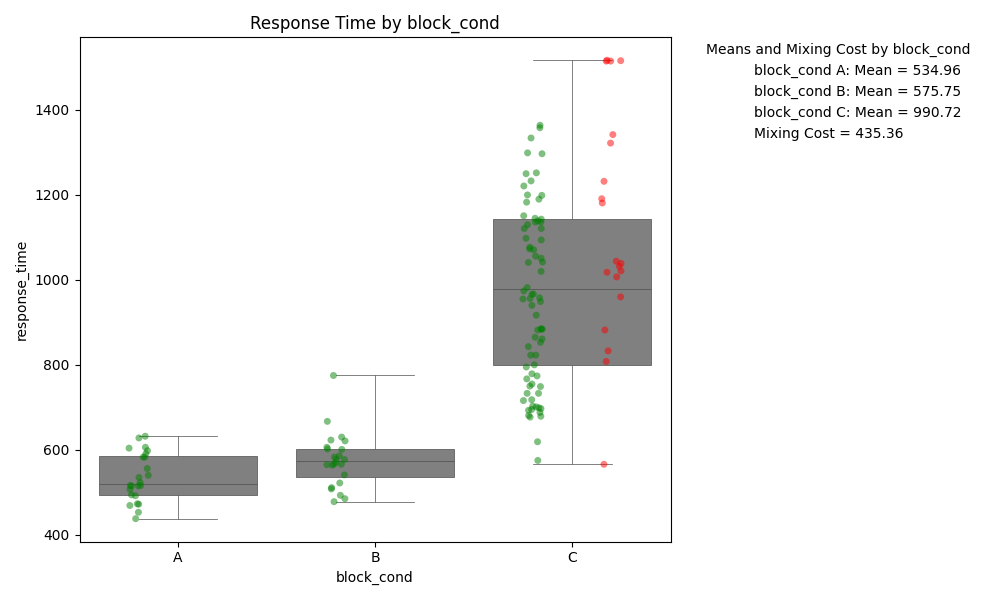 Response Time by block_cond
Means and Mixing Cost by block_cond
block_cond A: Mean = 534.96
block_cond B: Mean = 575.75
block_cond C: Mean = 990.72
Mixing Cost = 435.36
response_time
1400
1200
1000
800
600
400
A
B
C
block_cond